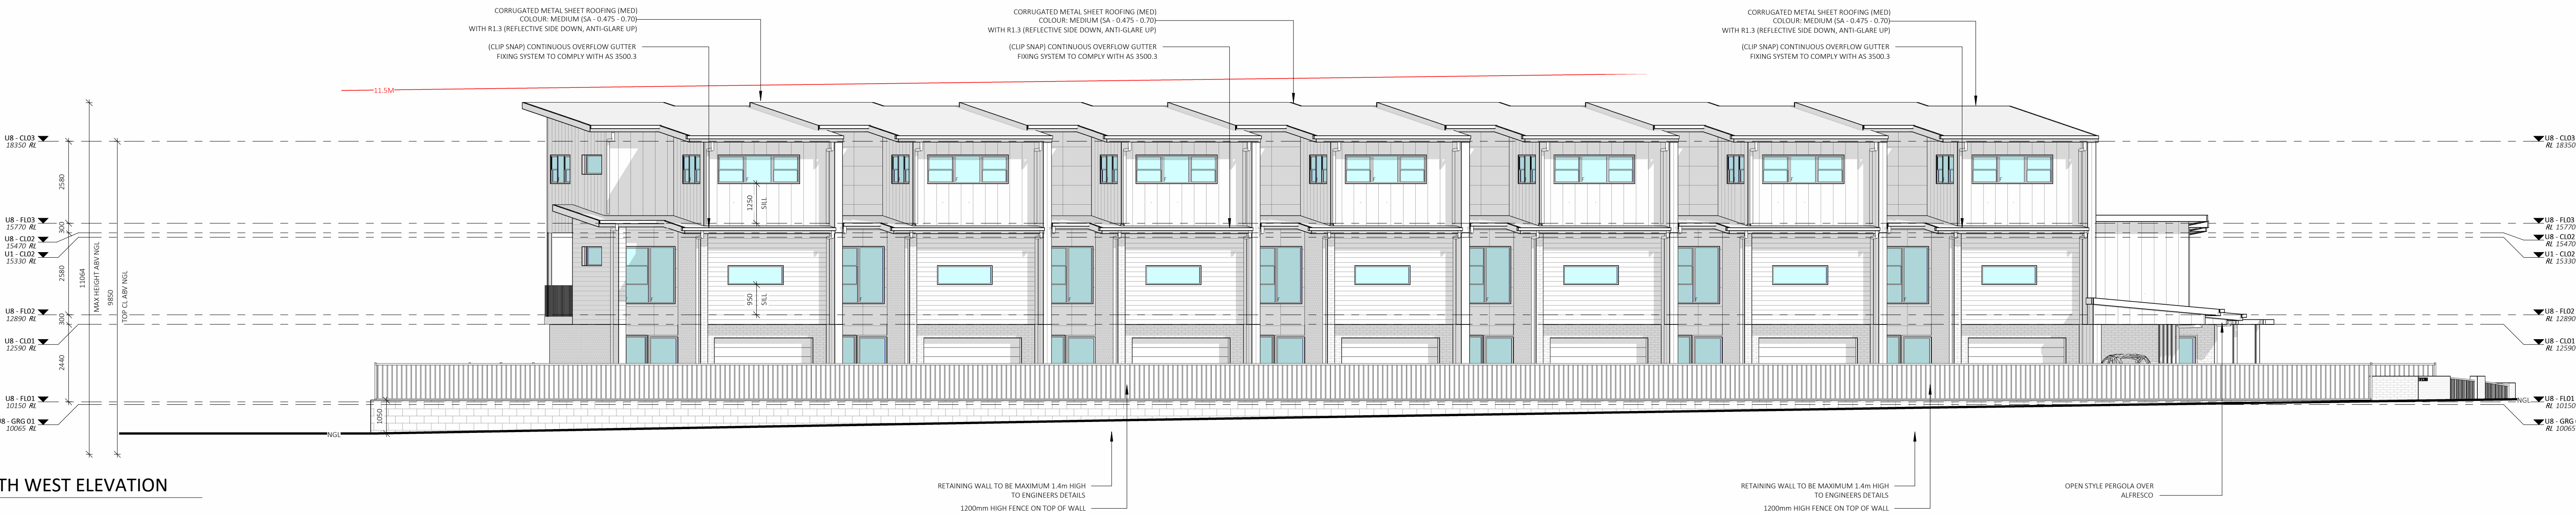 CORRUGATED METAL SHEET ROOFING (MED)
COLOUR: MEDIUM (SA - 0.475 - 0.70)
WITH R1.3 (REFLECTIVE SIDE DOWN, ANTI-GLARE UP)
(CLIP SNAP) CONTINUOUS OVERFLOW GUTTER
FIXING SYSTEM TO COMPLY WITH AS 3500.3
CORRUGATED METAL SHEET ROOFING (MED)
COLOUR: MEDIUM (SA - 0.475 - 0.70)
WITH R1.3 (REFLECTIVE SIDE DOWN, ANTI-GLARE UP)
(CLIP SNAP) CONTINUOUS OVERFLOW GUTTER
FIXING SYSTEM TO COMPLY WITH AS 3500.3
CORRUGATED METAL SHEET ROOFING (MED)
COLOUR: MEDIUM (SA - 0.475 - 0.70)
WITH R1.3 (REFLECTIVE SIDE DOWN, ANTI-GLARE UP)
(CLIP SNAP) CONTINUOUS OVERFLOW GUTTER
FIXING SYSTEM TO COMPLY WITH AS 3500.3
11.5M
U8 - CL03
18350 RL
U8 - FL03
15770 RL
U8 - CL02
15470 RL
U1 - CL02
15330 RL
U8 - FL02
12890 RL
U8 - CL01
12590 RL
U8 - FL01
10150 RL
U8 - GRG 01
10065 RL
2580
300
2580
300
2440
11064
MAX HEIGHT ABV NGL
9850
TOP CL ABV NGL
1250
SILL
950
SILL
1050
NGL
NGL
U8 - CL03
RL 18350
U8 - FL03
RL 15770
U8 - CL02
RL 15470
U1 - CL02
RL 15330
U8 - FL02
RL 12890
U8 - CL01
RL 12590
U8 - FL01
RL 10150
U8 - GRG
RL 10065
TH WEST ELEVATION
RETAINING WALL TO BE MAXIMUM 1.4m HIGH
TO ENGINEERS DETAILS
1200mm HIGH FENCE ON TOP OF WALL
RETAINING WALL TO BE MAXIMUM 1.4m HIGH
TO ENGINEERS DETAILS
1200mm HIGH FENCE ON TOP OF WALL
OPEN STYLE PERGOLA OVER
ALFRESCO